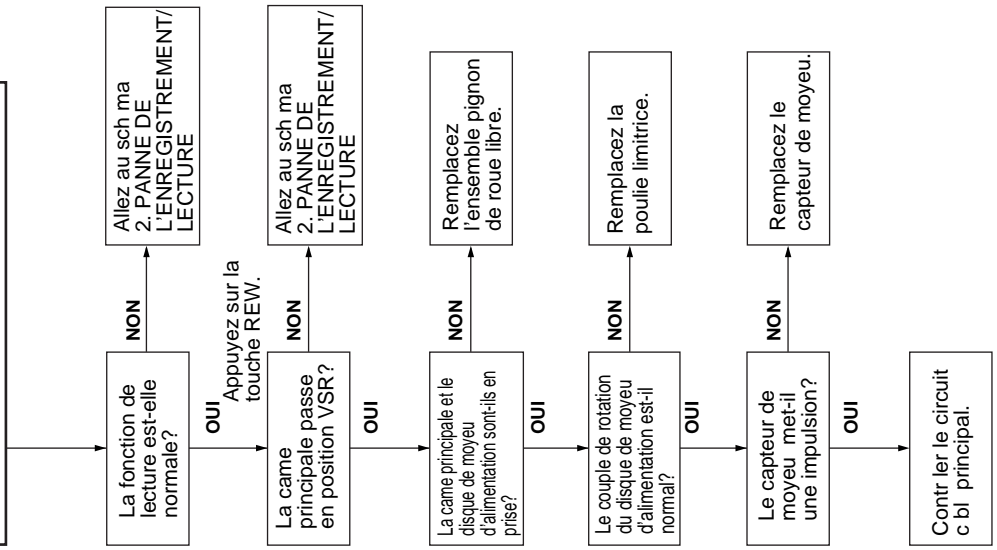 La fonction de
lecture est-elle
normale?
NON
Allez au sch ma
2. PANNE DE
L'ENREGISTREMENT/
LECTURE
OUI
Appuyez sur la
touche REW.
La came
principale passe
en position VSR?
NON
Allez au sch ma
2. PANNE DE
L'ENREGISTREMENT/
LECTURE
OUI
La came principale et le
disque de moyeu
d'alimentation sont-ils en
prise?
NON
Remplacez
l'ensemble pignon
de roue libre.
OUI
Le couple de rotation
du disque de moyeu
d'alimentation est-il
normal?
NON
Remplacez la
poulie limitrice.
OUI
Le capteur de
moyeu met-il
une impulsion?
NON
Remplacez le
capteur de moyeu.
OUI
Contr ler le circuit
c bl principal.